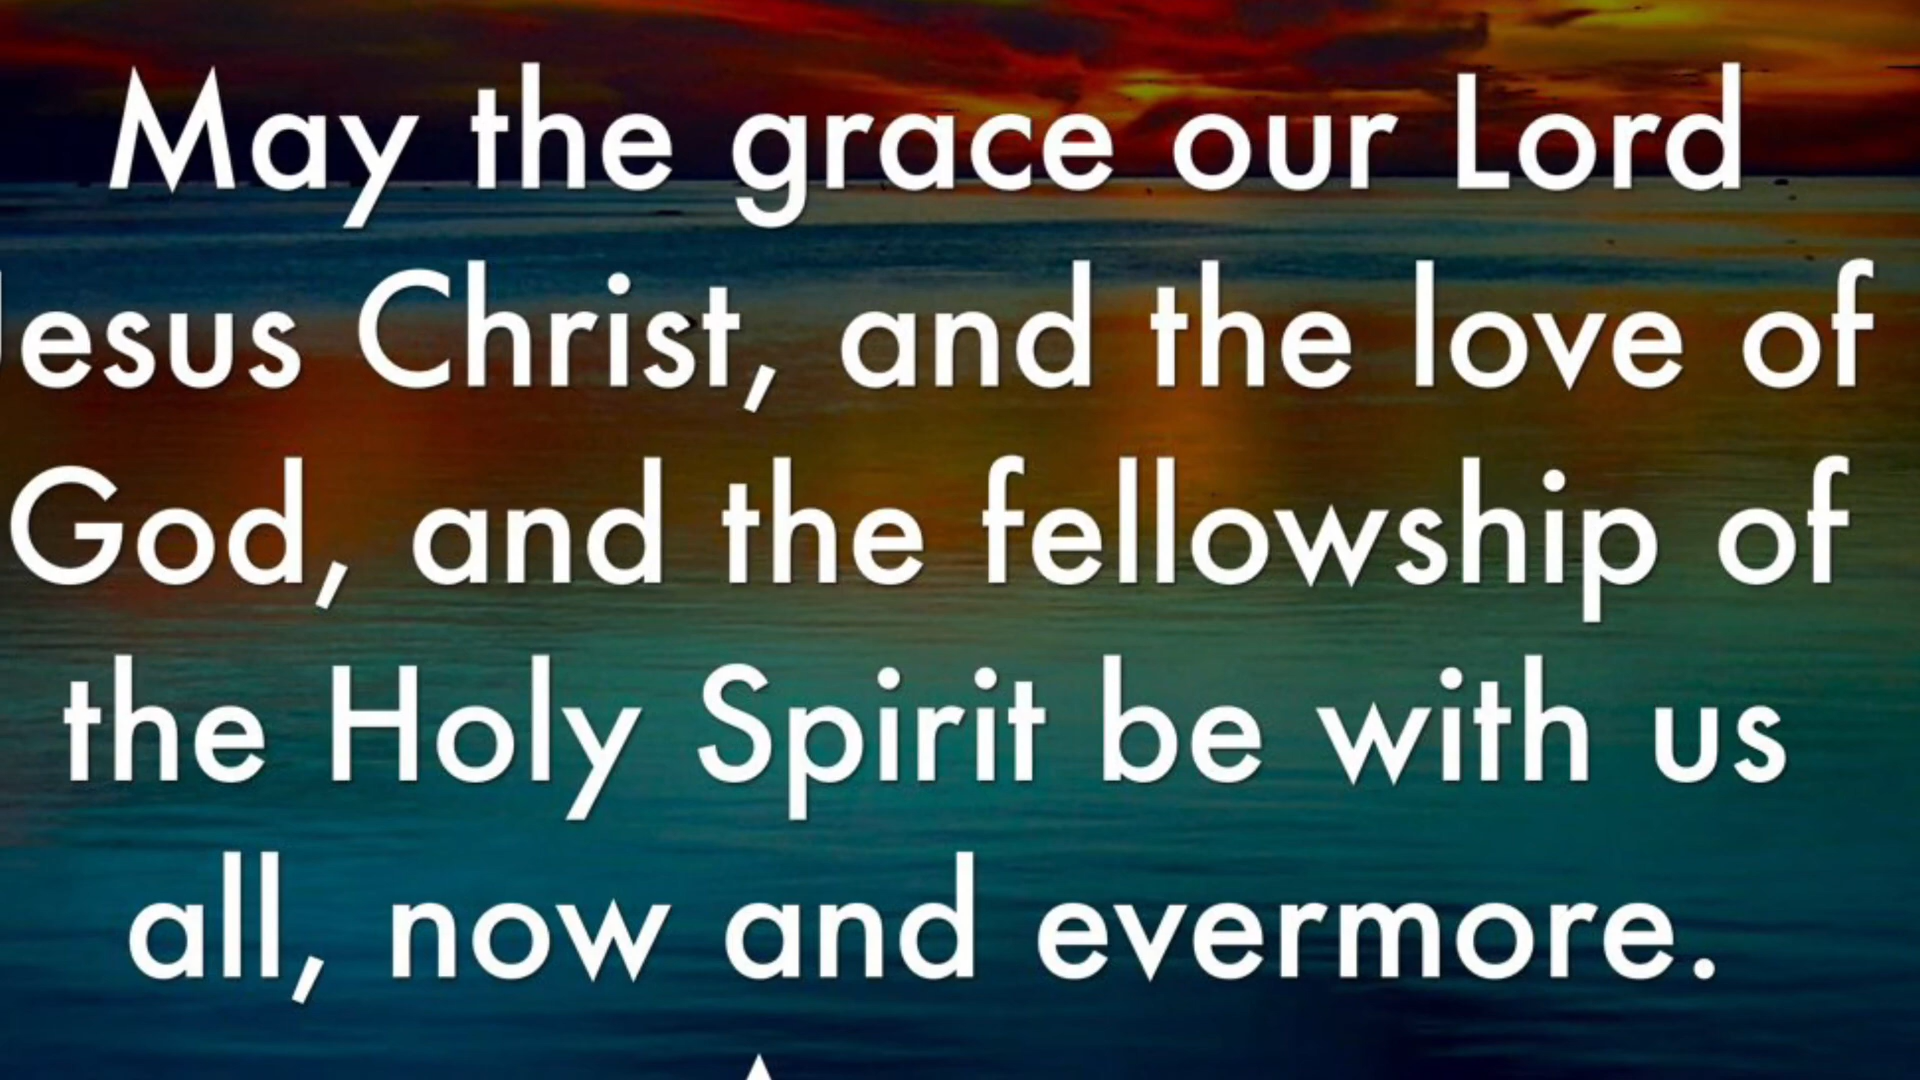 May the grace our Lord
Jesus Christ, and the love of
God, and the fellowship of
the Holy Spirit be with us
all, now and evermore.